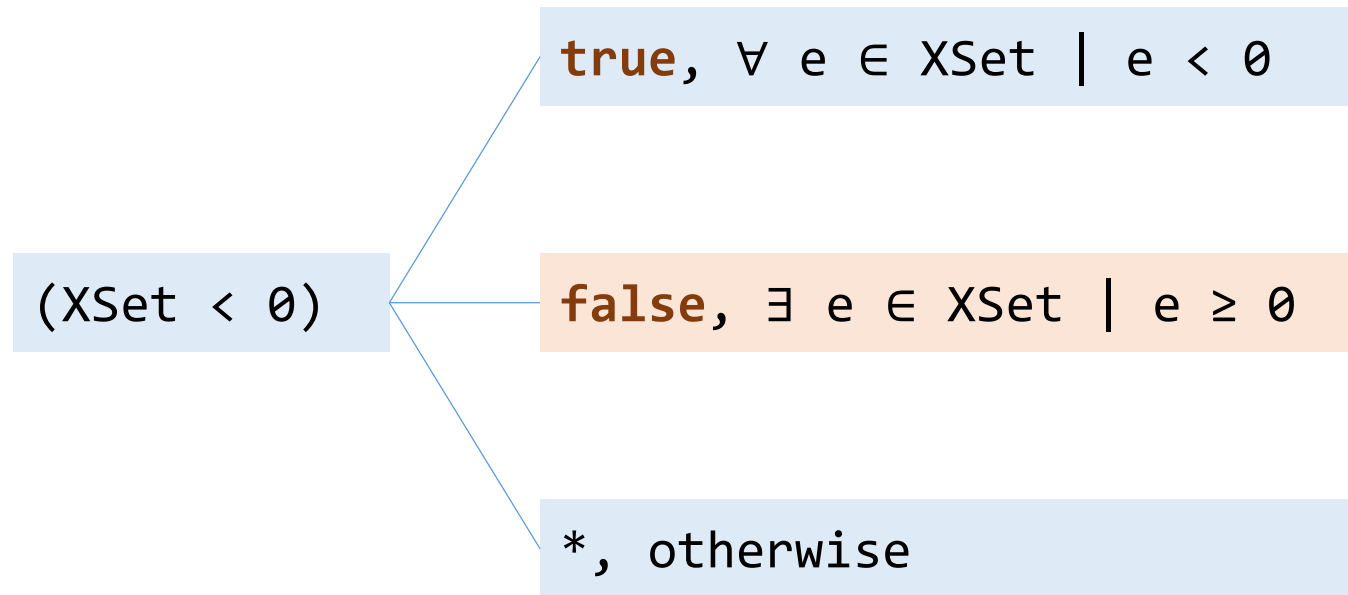 true, ∀ e ∈ XSet | e < 0
(XSet < 0)
false, ∃ e ∈ XSet | e ≥ 0
*, otherwise